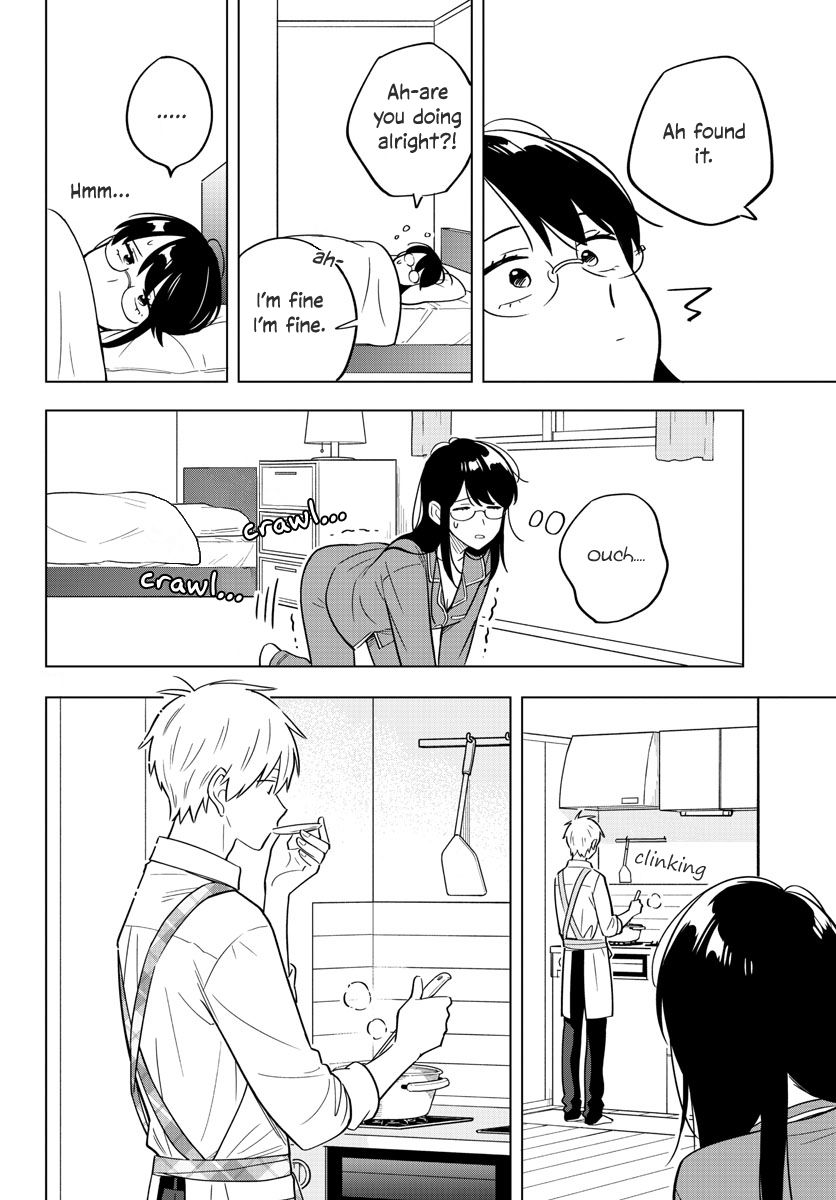 Ah found
it.
Ah-are
you doing
alright?!
ah-
I'm fine
I'm fine.
.....
Hmm...
ouch....
crawl...
crawl...
clinking